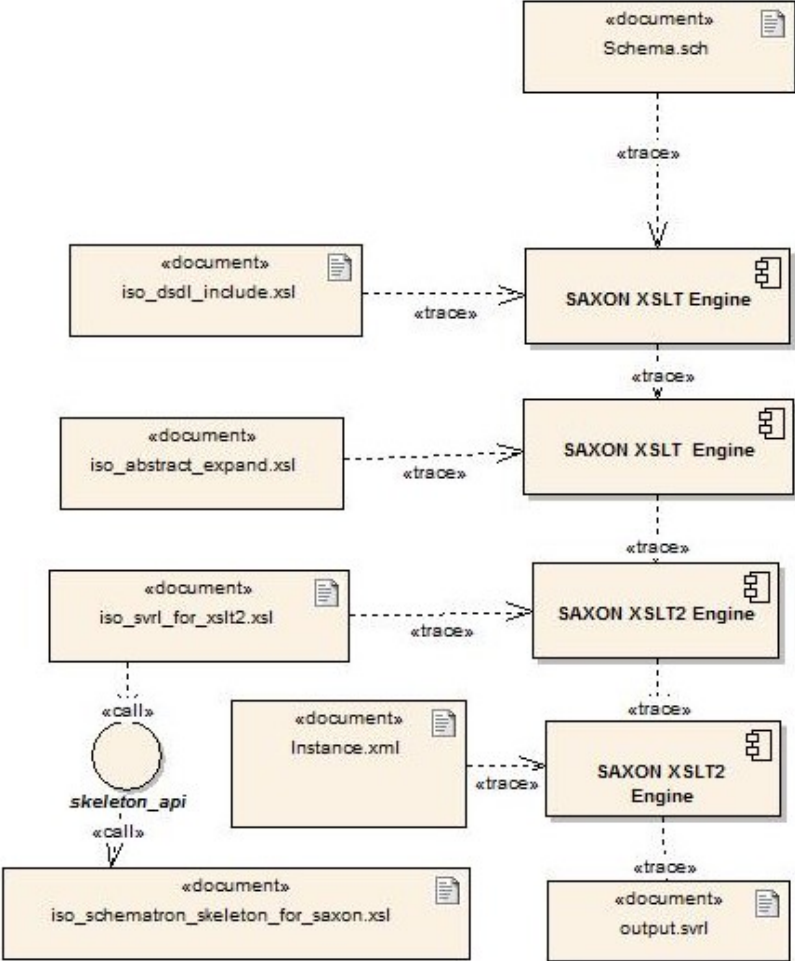 «document»
Schema.sch
«trace»
«document»
iso_dsdl_include.xsl
«trace»
SAXON XSLT Engine
«trace»
«document»
iso_abstract_expand.xsl
«trace»
SAXON XSLT Engine
«trace»
«document»
iso_svrl_for_xslt2.xsl
«trace»
SAXON XSLT2 Engine
«trace»
«call»
skeleton_api
«call»
«document»
Instance.xml
«trace»
SAXON XSLT2
Engine
«trace»
«document»
iso_schematron_skeleton_for_saxon.xsl
«document»
output.svrl